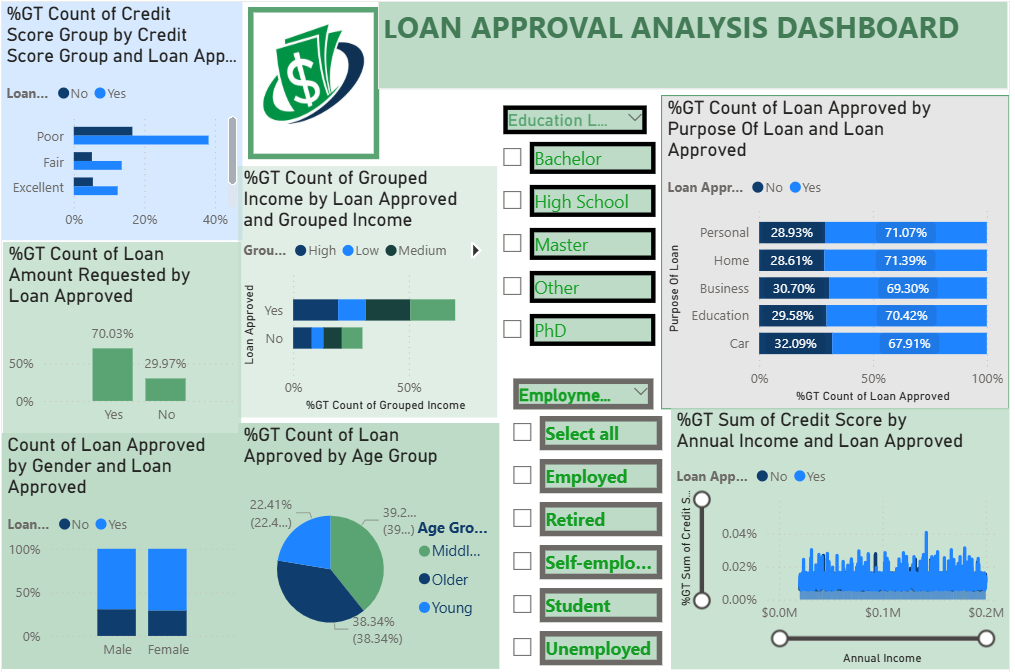 %GT Count of Credit
Score Group by Credit
Score Group and Loan App...
Loan... No Yes
Poor
Fair
Excellent
0% 20% 40%
$
LOAN APPROVAL ANALYSIS DASHBOARD
%GT Count of Loan
Amount Requested by
Loan Approved
70.03%
29.97%
50%
0%
Yes No
%GT Count of Grouped
Income by Loan Approved
and Grouped Income
Grou... High Low Medium
Loan Approved
Yes
No
0% 50%
%GT Count of Grouped Income
Education L...
Bachelor
High School
Master
Other
PhD
%GT Count of Loan Approved by
Purpose Of Loan and Loan
Approved
Loan Appr... No Yes
Purpose Of Loan
Personal 28.93% 71.07%
Home 28.61% 71.39%
Business 30.70% 69.30%
Education 29.58% 70.42%
Car 32.09% 67.91%
0% 50% 100%
%GT Count of Loan Approved
Count of Loan Approved
by Gender and Loan
Approved
Loan... No Yes
100%
50%
0%
Male Female
%GT Count of Loan
Approved by Age Group
22.41%
(22.4...)
39.2...
(39...)
38.34%
(38.34%)
Age Gro...
Middl...
Older
Young
Employme...
Select all
Employed
Retired
Self-emplo...
Student
Unemployed
%GT Sum of Credit Score by
Annual Income and Loan Approved
Loan App... No Yes
%GT Sum of Credit S...
0.04%
0.02%
0.00%
$0.0M $0.1M $0.2M
Annual Income